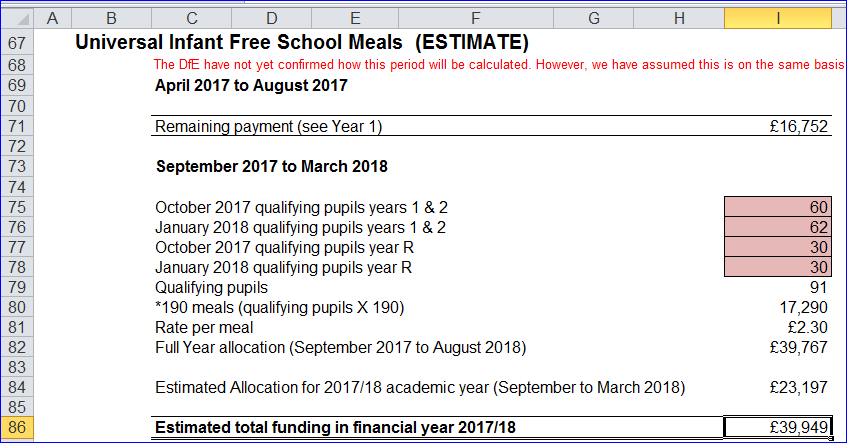 A B C D E F G H I
67 Universal Infant Free School Meals (ESTIMATE)
68 The DfE have not yet confirmed how this period will be calculated. However, we have assumed this is on the same basis
69 April 2017 to August 2017
70
71 Remaining payment (see Year 1) £16,752
72
73 September 2017 to March 2018
74
75 October 2017 qualifying pupils years 1 & 2 60
76 January 2018 qualifying pupils years 1 & 2 62
77 October 2017 qualifying pupils year R 30
78 January 2018 qualifying pupils year R 30
79 Qualifying pupils 91
80 *190 meals (qualifying pupils X 190) 17,290
81 Rate per meal £2.30
82 Full Year allocation (September 2017 to August 2018) £39,767
83
84 Estimated Allocation for 2017/18 academic year (September to March 2018) £23,197
85
86 Estimated total funding in financial year 2017/18 £39,949